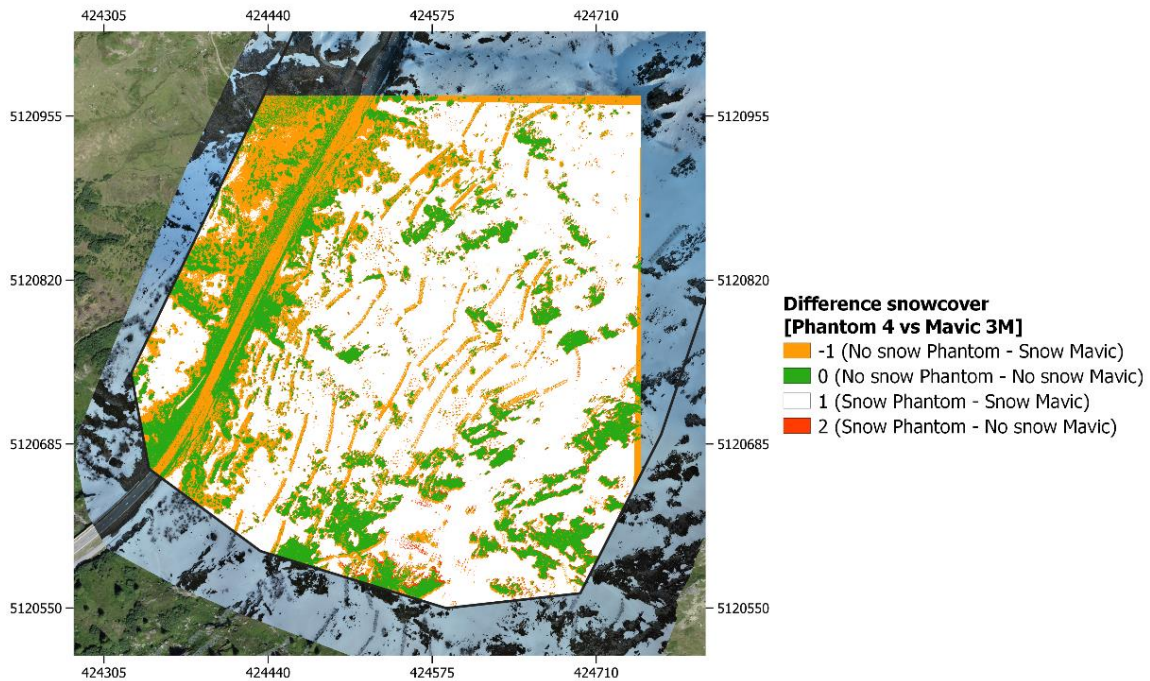 424305 424440 424575 424710
5120955 5120955
5120820 5120820
Difference snowcover
[Phantom 4 vs Mavic 3M]
-1 (No snow Phantom - Snow Mavic)
0 (No snow Phantom - No snow Mavic)
1 (Snow Phantom - Snow Mavic)
2 (Snow Phantom - No snow Mavic)
5120685 5120685
5120550 5120550
424305 424440 424575 424710